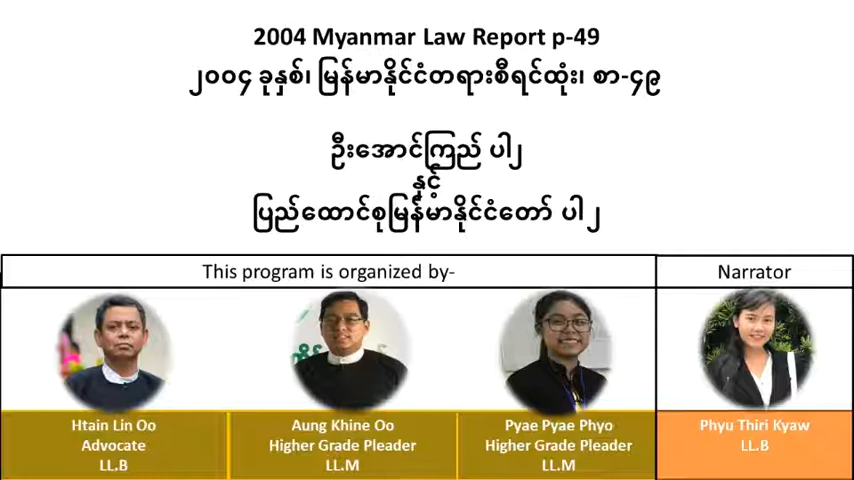 2004 Myanmar Law Report p-49
၂၀၀၄ ခုနှစ်၊ မြန်မာနိုင်ငံတရားစီရင်ထုံး၊ စာ-၄၉
ဦးအောင်ကြည် ပါ၂
နှင့်
ပြည်ထောင်စုမြန်မာနိုင်ငံတော် ပါ၂
This program is organized by-
Narrator
Htain Lin Oo
Advocate
LL.B
Aung Khine Oo
Higher Grade Pleader
LL.M
Pyae Pyae Phyo
Higher Grade Pleader
LL.M
Phyu Thiri Kyaw
LL.B